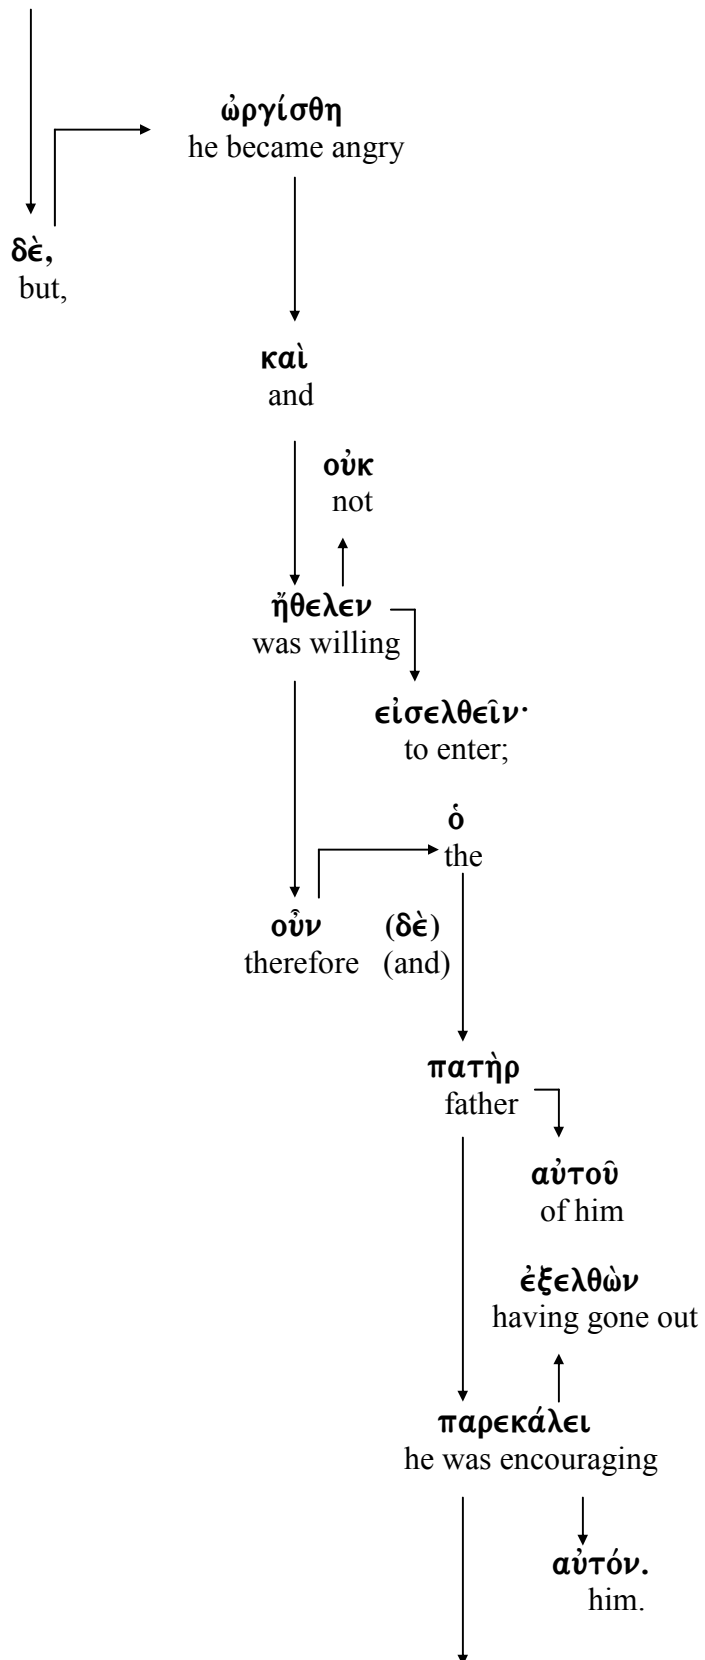 ὠργίσθη
he became angry
δὲ,
but,
καὶ
and
οὐκ
not
ἤθελεν
was willing
εἰσελθεῖν·
to enter;
ὁ
the
οὖν (δὲ)
therefore (and)
πατὴρ
father
αὐτοῦ
of him
ἐξελθὼν
having gone out
παρεκάλει
he was encouraging
αὐτόν.
him.